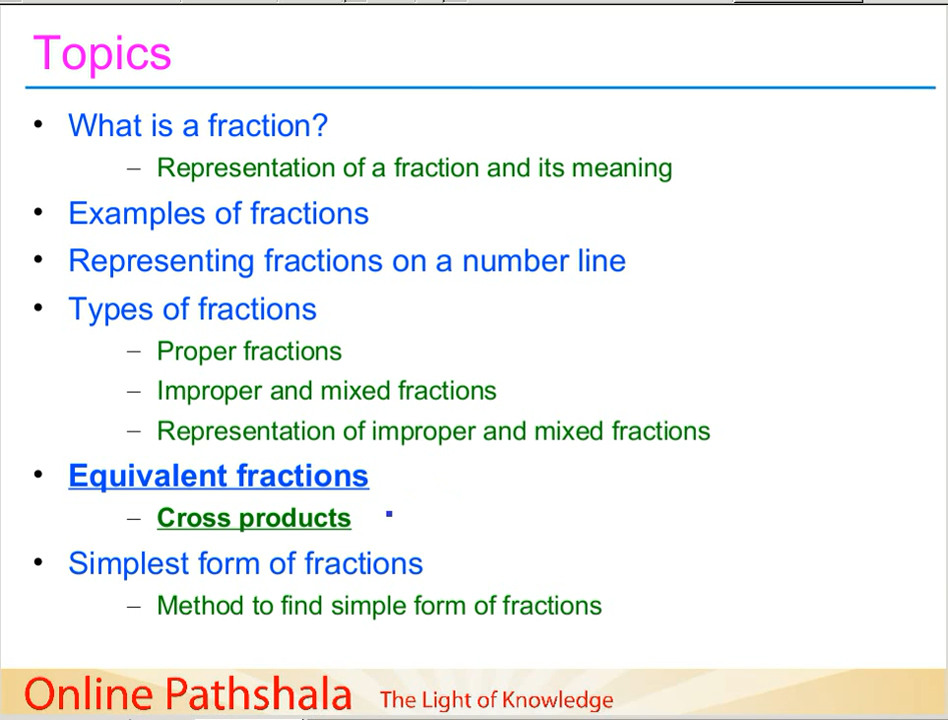 Topics
• What is a fraction?
– Representation of a fraction and its meaning
• Examples of fractions
• Representing fractions on a number line
• Types of fractions
– Proper fractions
– Improper and mixed fractions
– Representation of improper and mixed fractions
• Equivalent fractions
– Cross products
• Simplest form of fractions
– Method to find simple form of fractions
Online Pathshala The Light of Knowledge